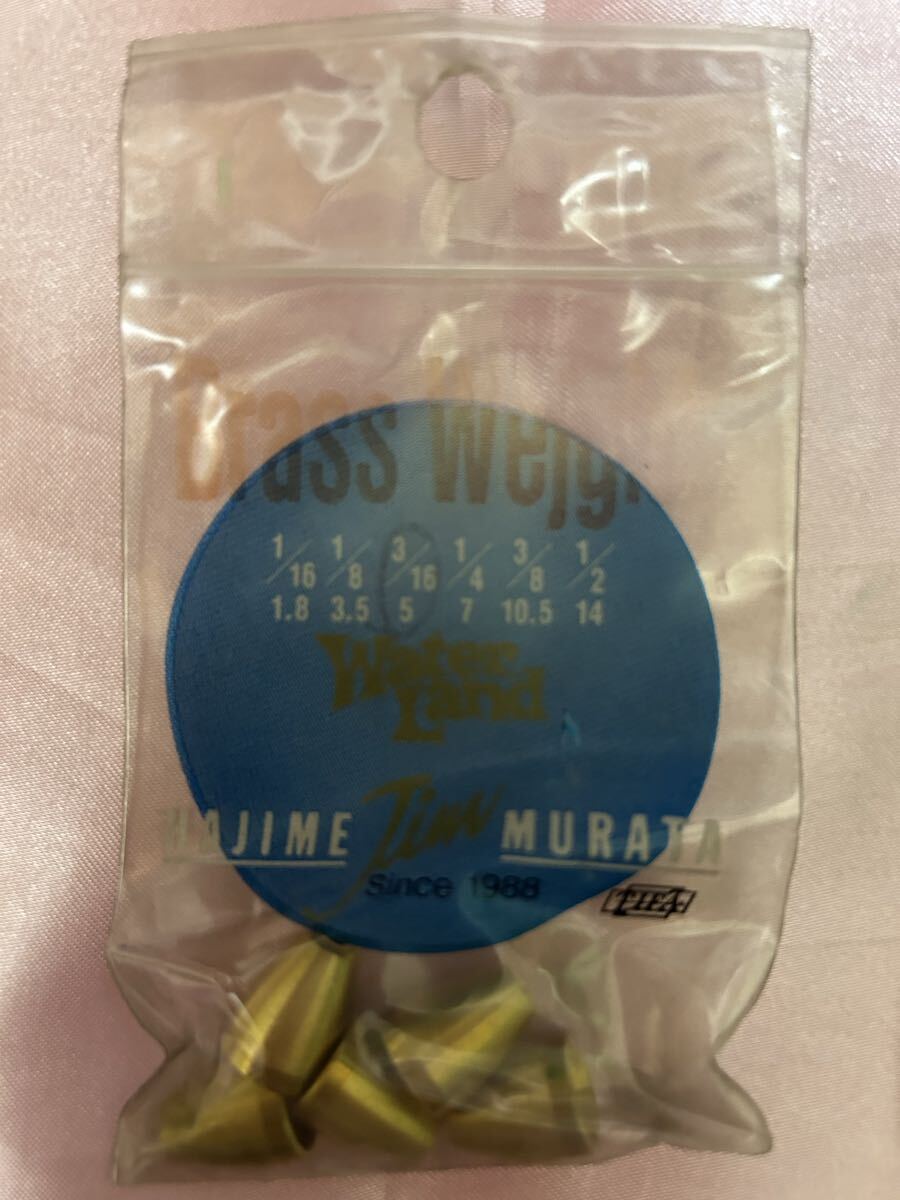 Brass Weight
1/16 1/8 3/16 1/4 3/8 1/2
1.8 3.5 5 7 10.5 14
Water
Land
HAJIME Jim MURATA
Since 1988